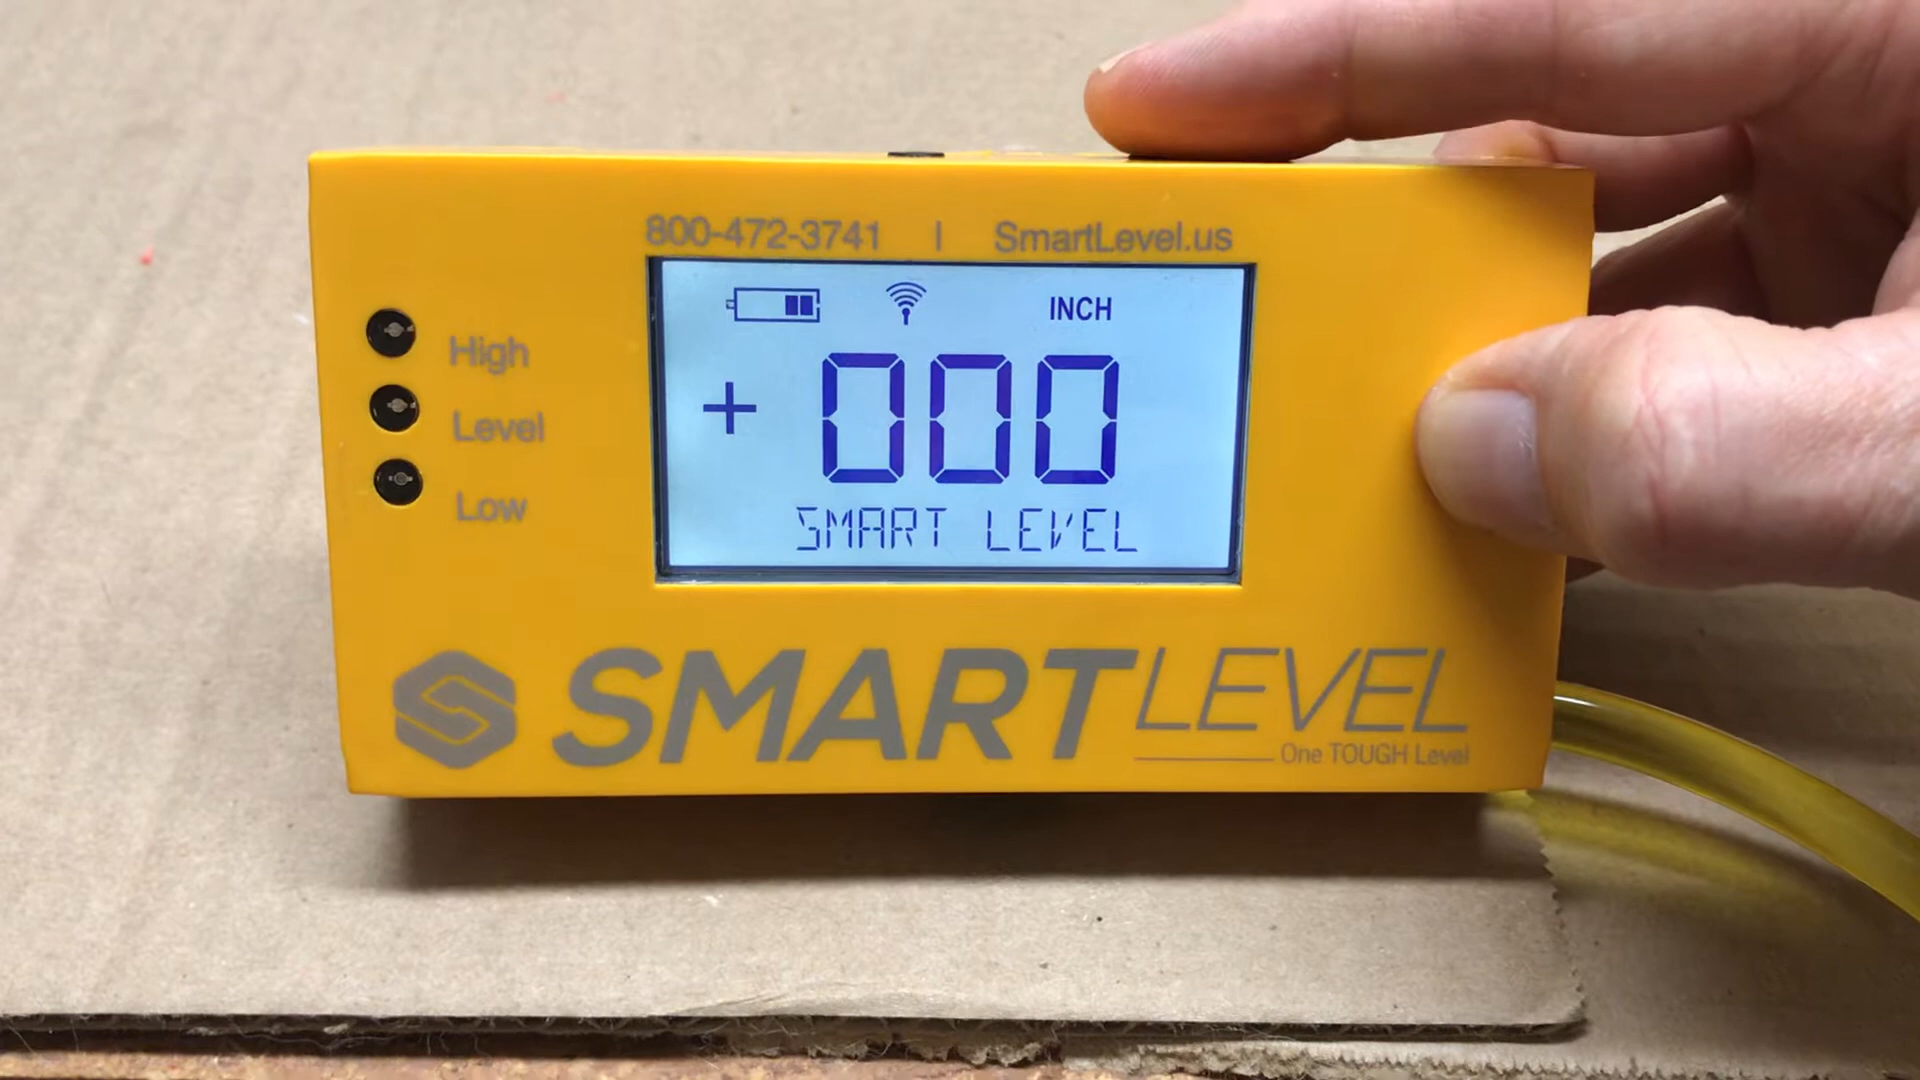 800-472-3741 | SmartLevel.us
INCH
+ 000
SMART LEVEL
High
Level
Low
SMARTLEVEL
One TOUGH Level